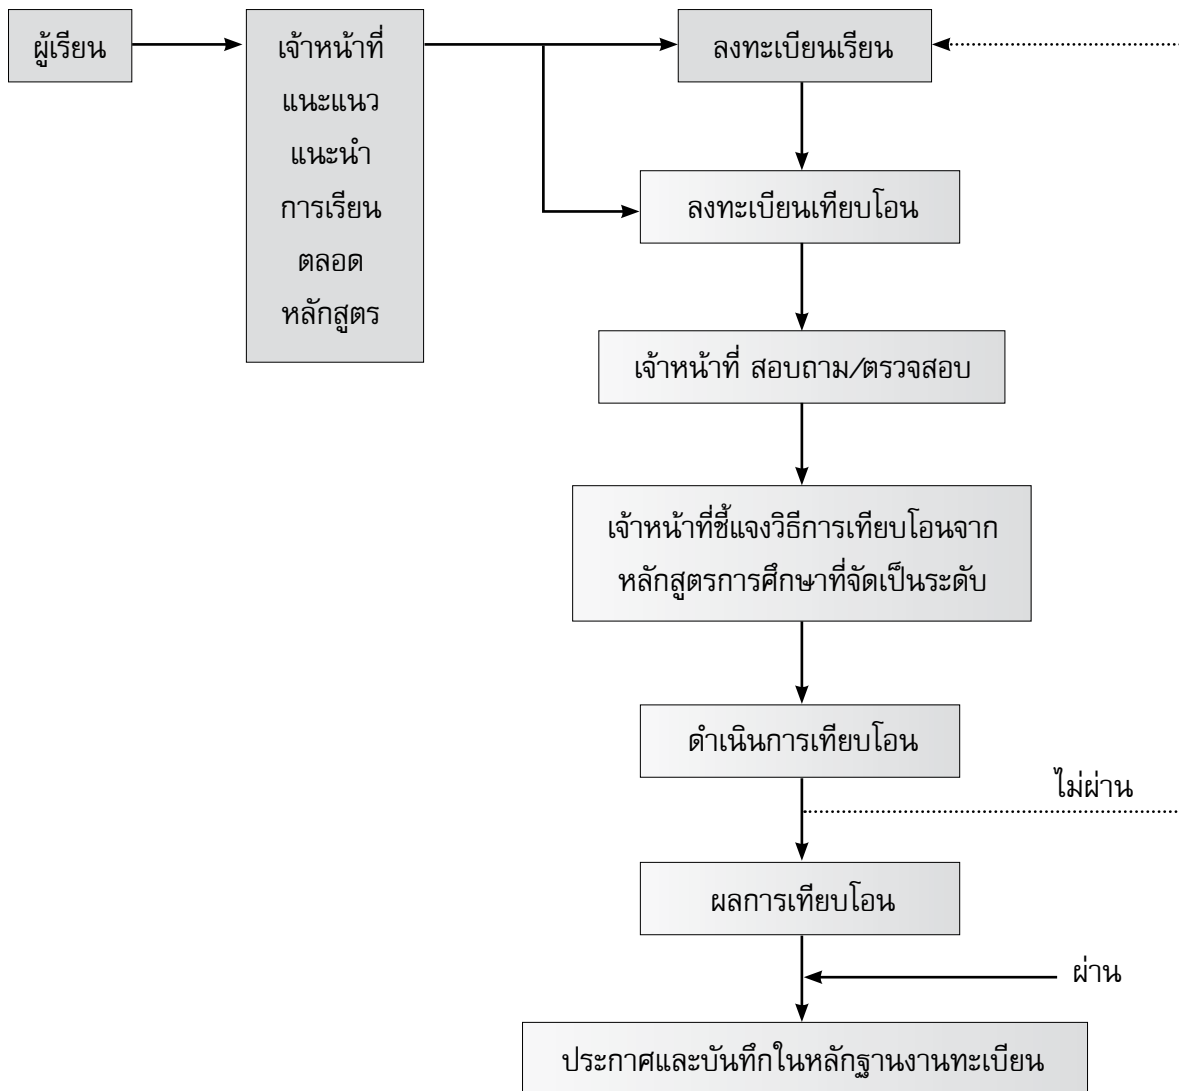 ผู้เรียน
เจ้าหน้าที่
แนะแนว
แนะนำ
การเรียน
ตลอด
หลักสูตร
ลงทะเบียนเรียน
ลงทะเบียนเทียบโอน
เจ้าหน้าที่ สอบถาม/ตรวจสอบ
เจ้าหน้าที่ชี้แจงวิธีการเทียบโอนจาก
หลักสูตรการศึกษาที่จัดเป็นระดับ
ดำเนินการเทียบโอน
ไม่ผ่าน
ผลการเทียบโอน
ผ่าน
ประกาศและบันทึกในหลักฐานงานทะเบียน